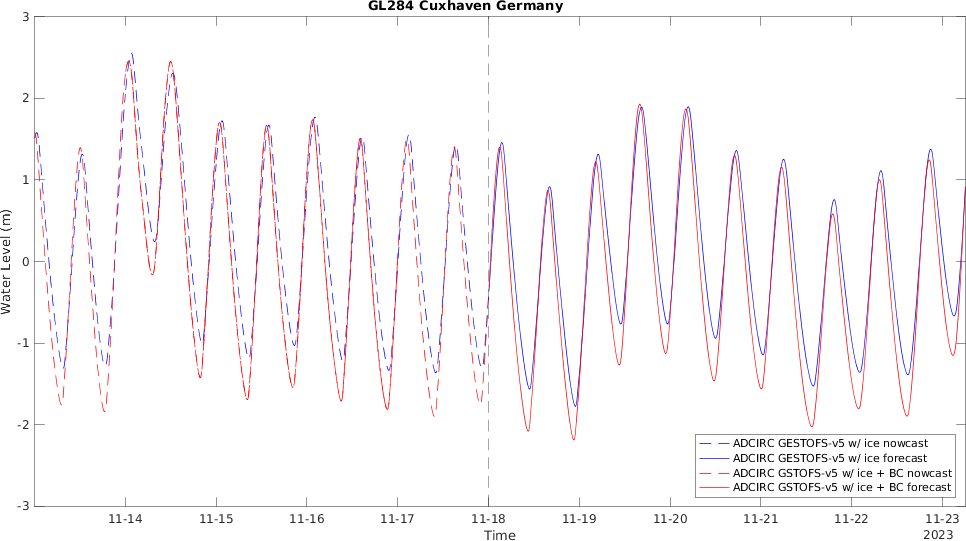 GL284 Cuxhaven Germany
3
2
1
0
-1
-2
-3
Water Level (m)
ADCIRC GESTOFS-v5 w/ ice nowcast
ADCIRC GESTOFS-v5 w/ ice forecast
ADCIRC GSTOFS-v5 w/ ice + BC nowcast
ADCIRC GSTOFS-v5 w/ ice + BC forecast
11-14 11-15 11-16 11-17 11-18 11-19 11-20 11-21 11-22 11-23
Time
2023